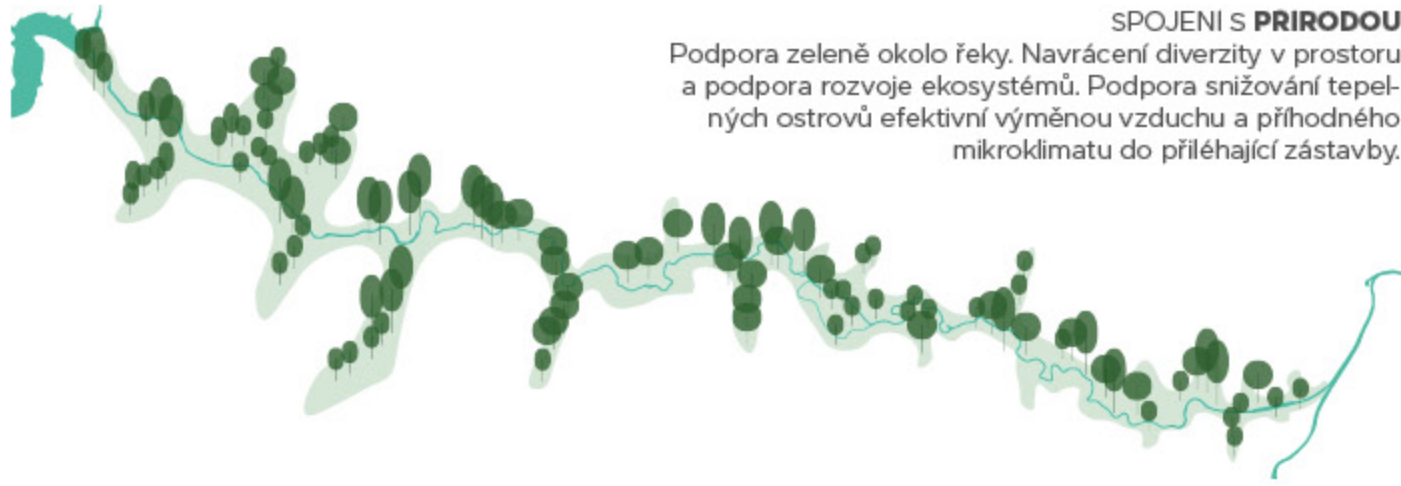 SPOJENI S PRIRODOU
Podpora zeleně okolo řeky. Navrácení diverzity v prostoru
a podpora rozvoje ekosystémů. Podpora snižování tepel-
ných ostrovů efektivní výměnou vzduchu a příhodného
mikroklimatu do přiléhající zástavby.